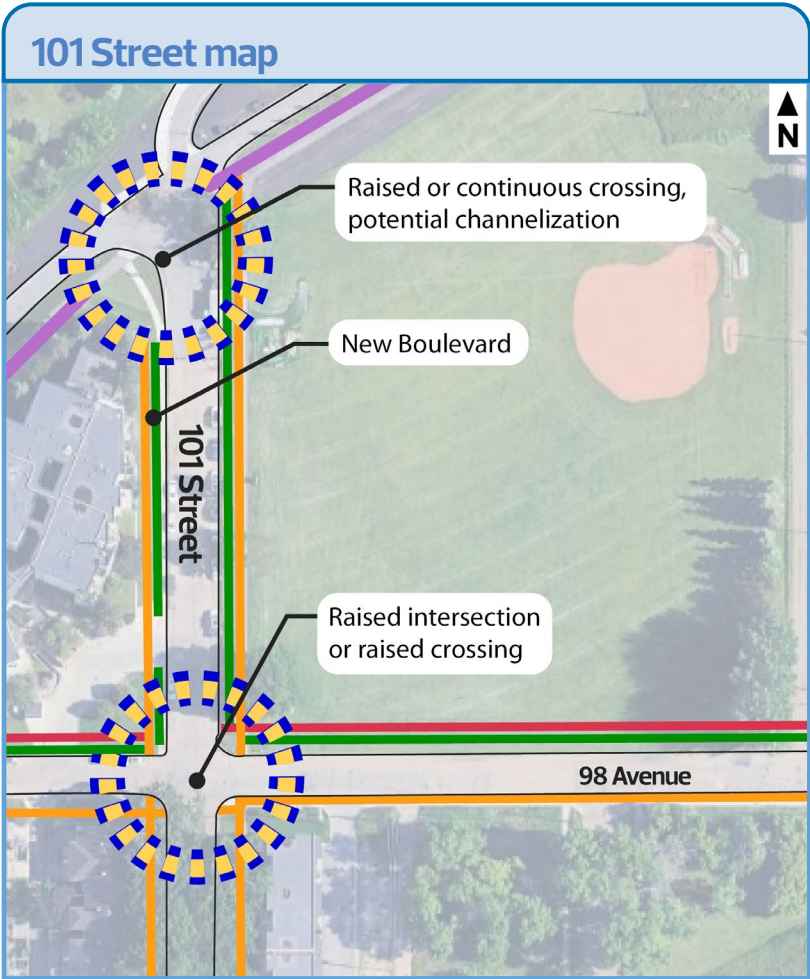 101 Street map
N
Raised or continuous crossing,
potential channelization
New Boulevard
101 Street
Raised intersection
or raised crossing
98 Avenue